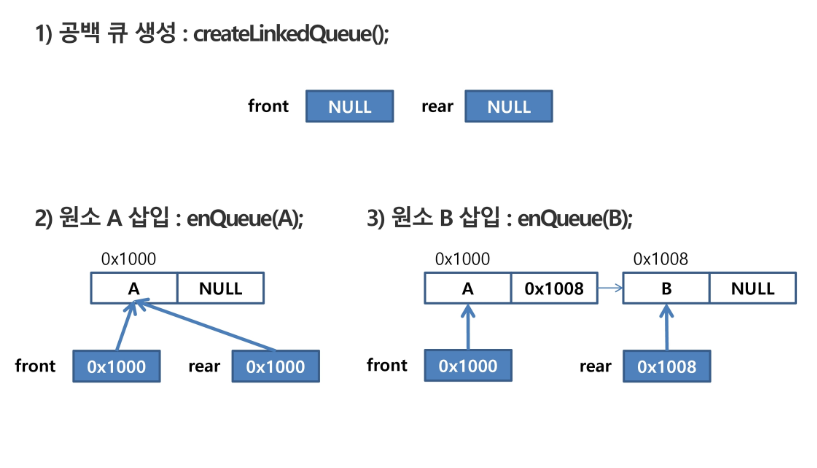 1) 공백 큐 생성 : createLinkedQueue();
front NULL rear NULL
2) 원소 A 삽입 : enQueue(A);
0x1000
A NULL
front 0x1000 rear 0x1000
3) 원소 B 삽입 : enQueue(B);
0x1000 0x1008
A 0x1008 B NULL
front 0x1000 rear 0x1008